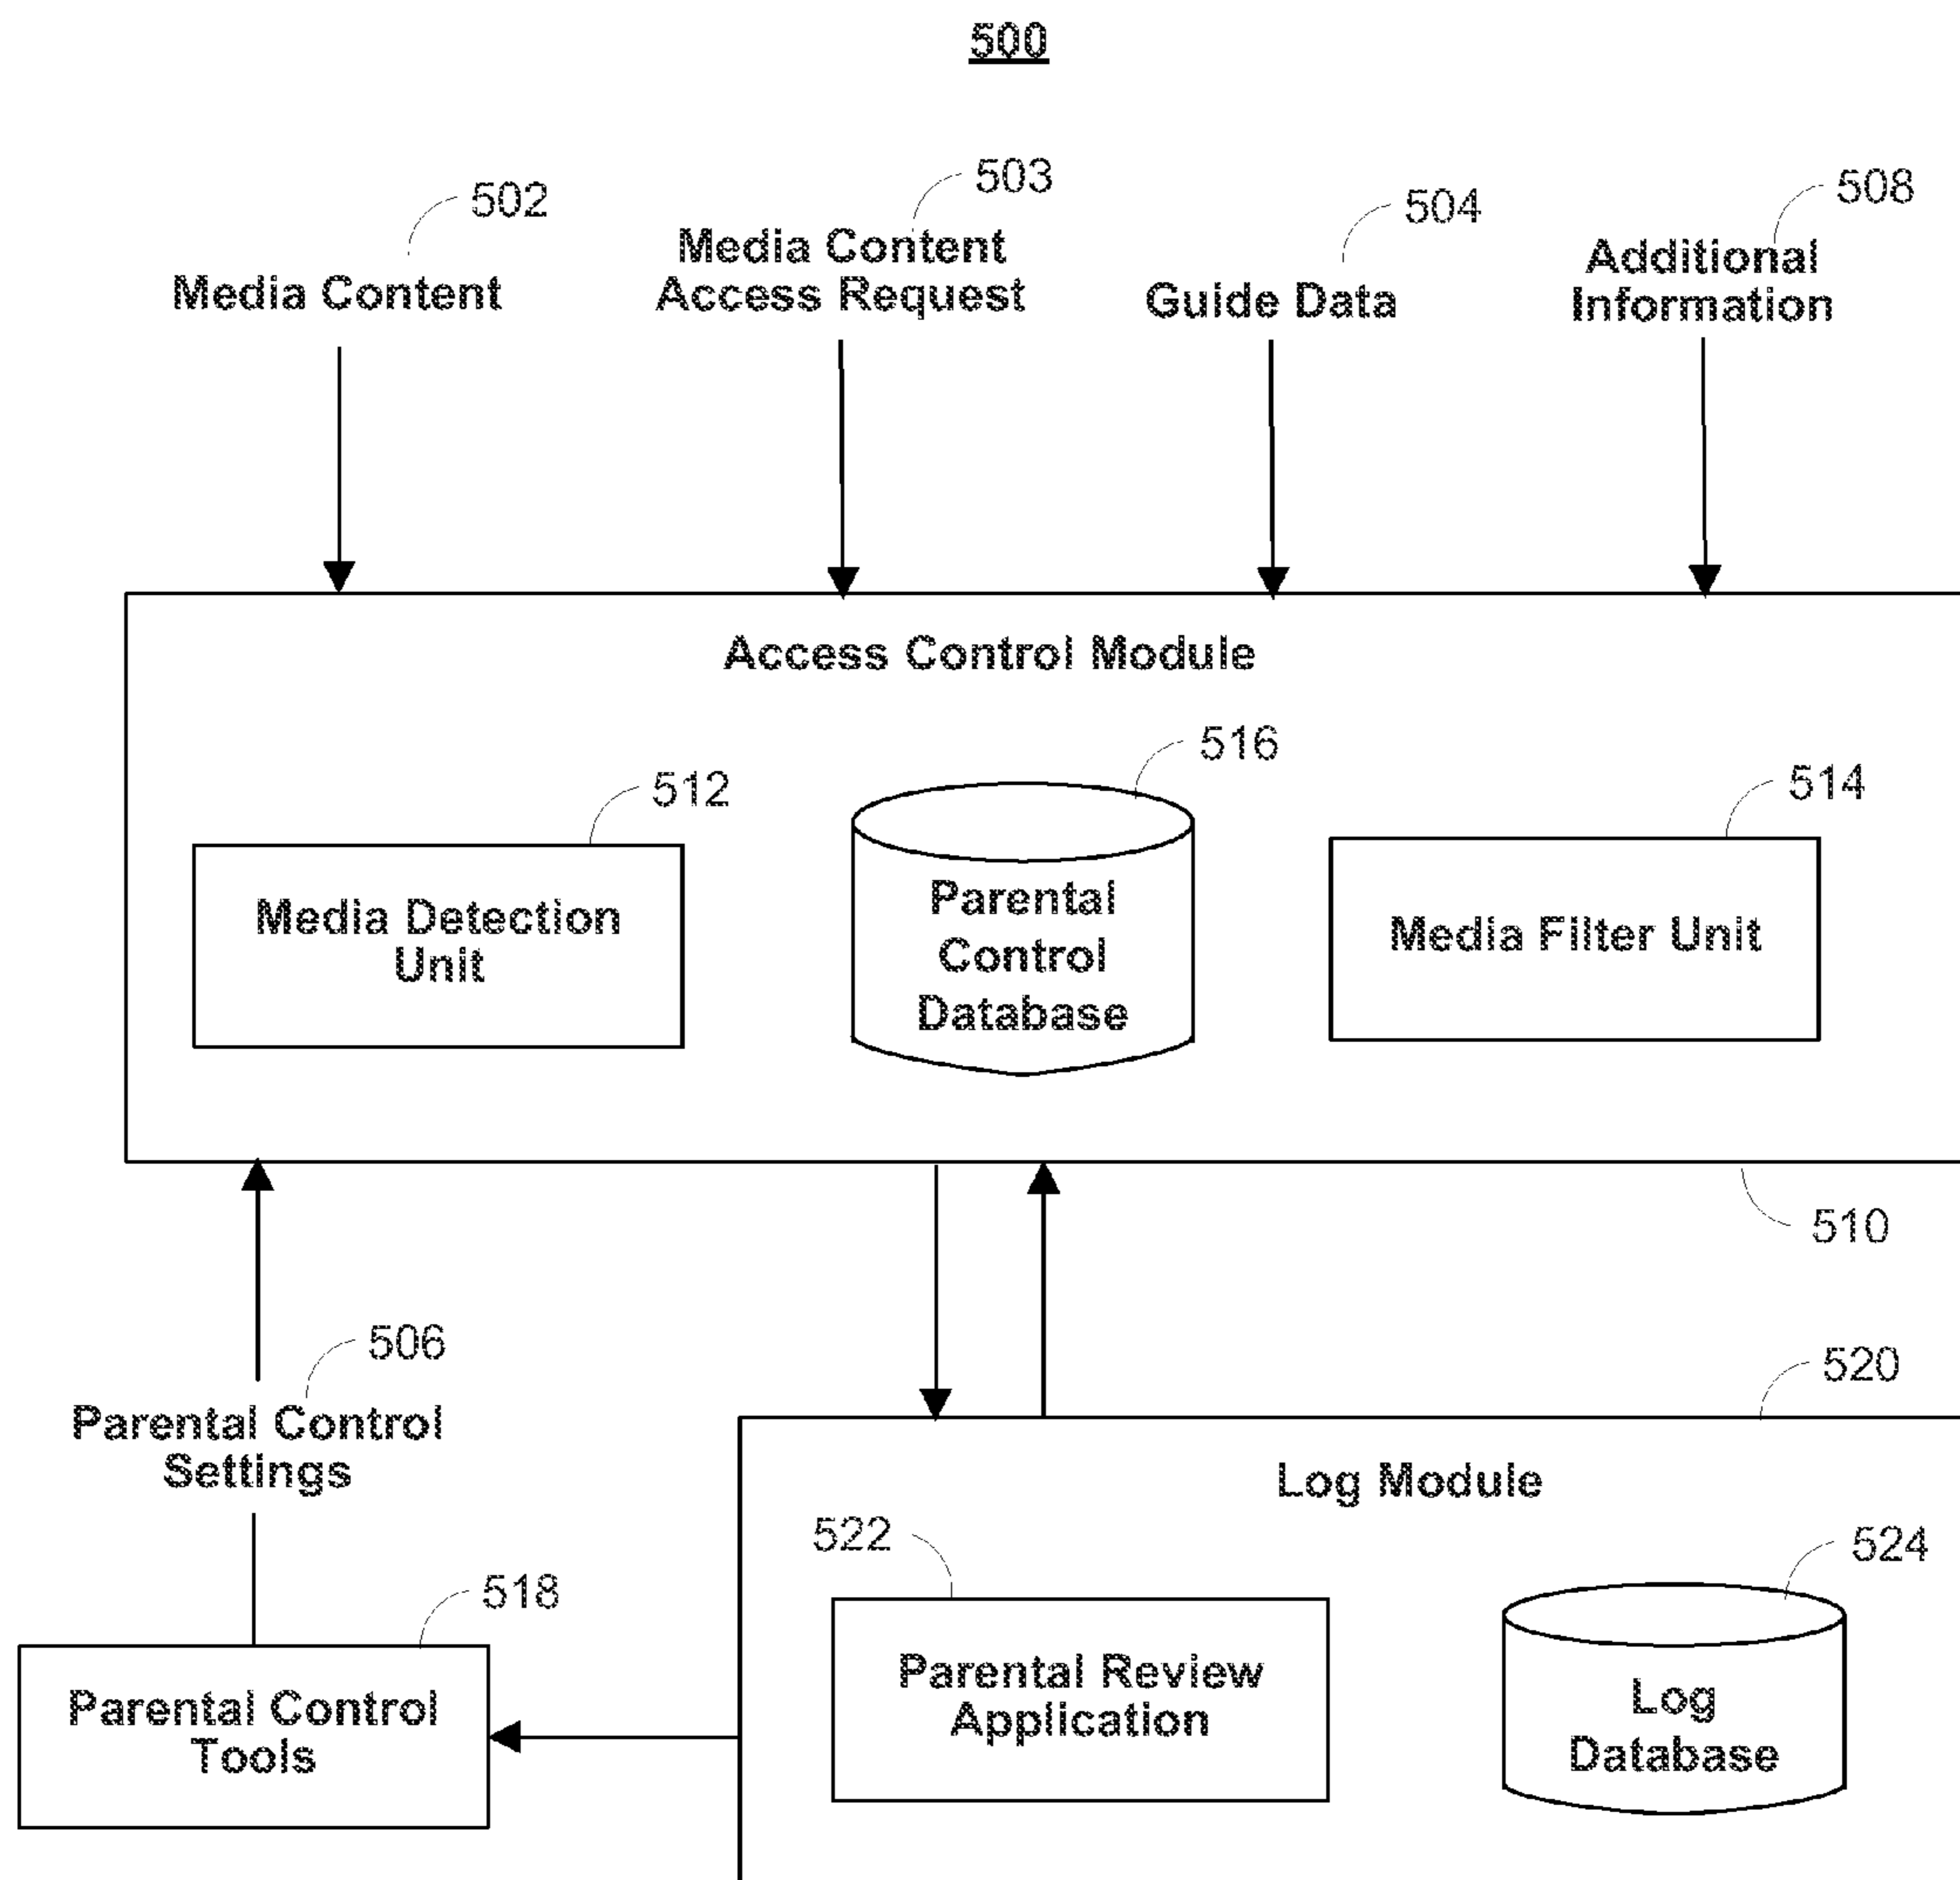 500
502
503
504
508
Media Content
Media Content
Access Request
Guide Data
Additional
Information
Access Control Module
512
516
514
Media Detection
Unit
Parental
Control
Database
Media Filter Unit
510
506
Parental Control
Settings
520
Log Module
518
522
524
Parental Control
Tools
Parental Review
Application
Log
Database